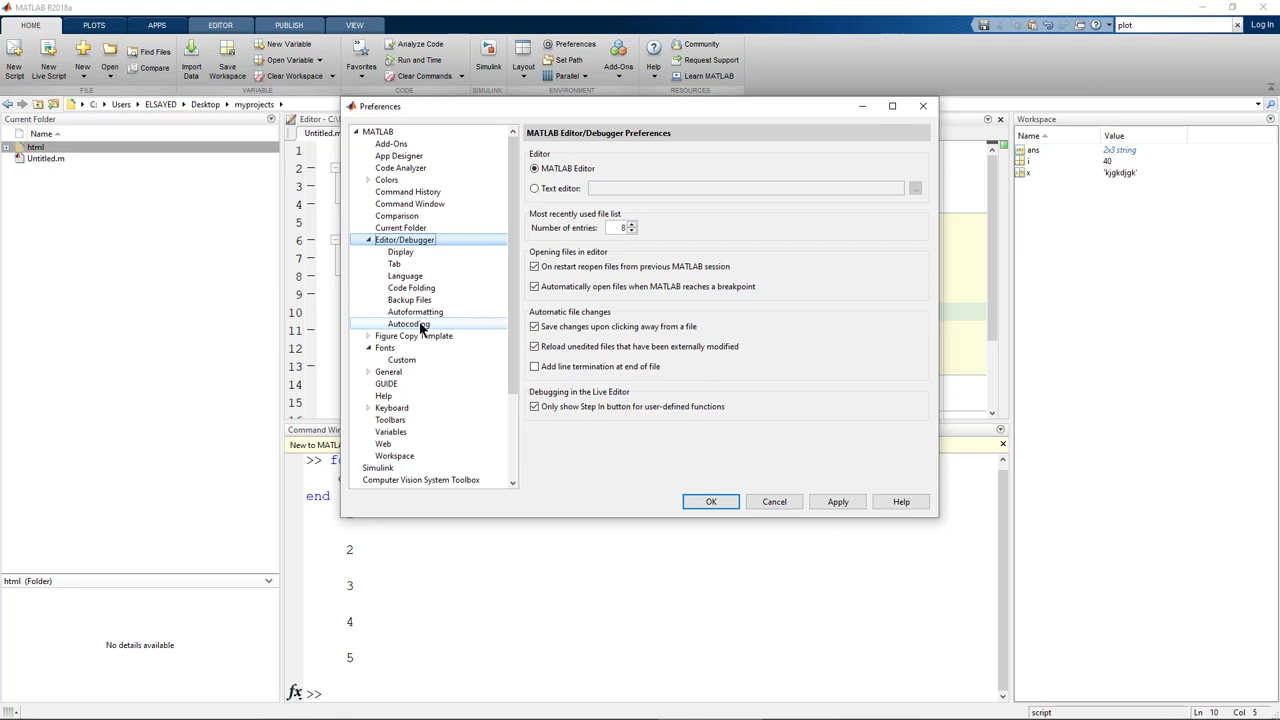 MATLAB R2018a
HOME PLOTS APPS EDITOR PUBLISH VIEW plot Log In
New Script
New Live Script
New
Open
Find Files
Compare
FILE
Import Data
Save Workspace
New Variable
Open Variable
Clear Workspace
VARIABLE
Favorites
Analyze Code
Run and Time
Clear Commands
CODE
Simulink
SIMULINK
Layout
Preferences
Set Path
Parallel
Add-Ons
ENVIRONMENT
Help
Community
Request Support
Learn MATLAB
RESOURCES
C: Users ELSAYED Desktop myprojects
Current Folder
Name
html
Untitled.m
html (Folder)
No details available
Editor - C:\
Untitled.m
1
2
3
4
5
6
7
8
9
10
11
12
13
14
15
Preferences
MATLAB
Add-Ons
App Designer
Code Analyzer
Colors
Command History
Command Window
Comparison
Current Folder
Editor/Debugger
Display
Tab
Language
Code Folding
Backup Files
Autoformatting
Autocoding
Figure Copy Template
Fonts
Custom
General
GUIDE
Help
Keyboard
Toolbars
Variables
Web
Workspace
Simulink
Computer Vision System Toolbox
MATLAB Editor/Debugger Preferences
Editor
MATLAB Editor
Text editor: ...
Most recently used file list
Number of entries: 8
Opening files in editor
On restart reopen files from previous MATLAB session
Automatically open files when MATLAB reaches a breakpoint
Automatic file changes
Save changes upon clicking away from a file
Reload unedited files that have been externally modified
Add line termination at end of file
Debugging in the Live Editor
Only show Step In button for user-defined functions
OK Cancel Apply Help
Command Win
New to MATL
>> fo
end
2
3
4
5
fx >>
Workspace
Name Value
ans 2x3 string
i 40
x 'kjgkdjgk'
script Ln 10 Col 5